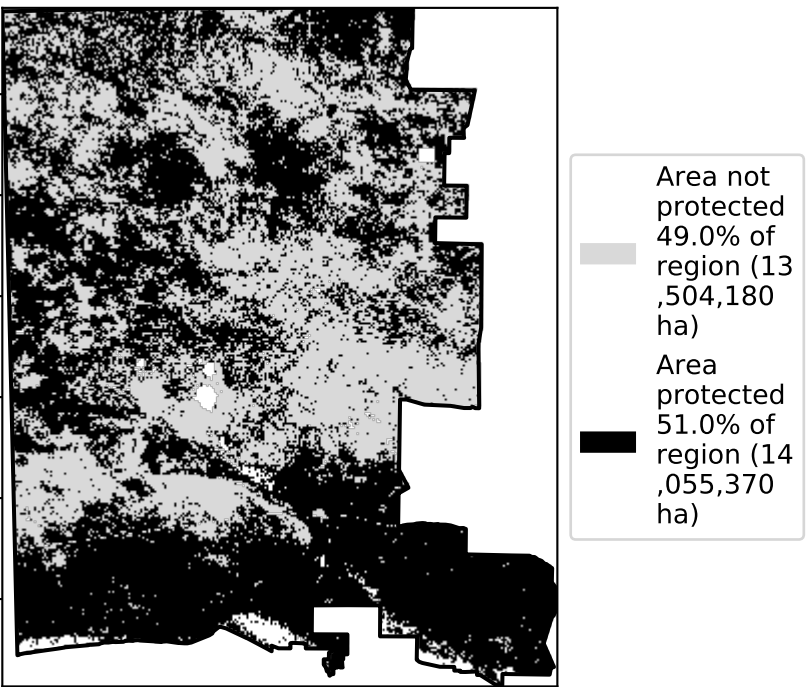 Area not
protected
49.0% of
region (13
,504,180
ha)
Area
protected
51.0% of
region (14
,055,370
ha)